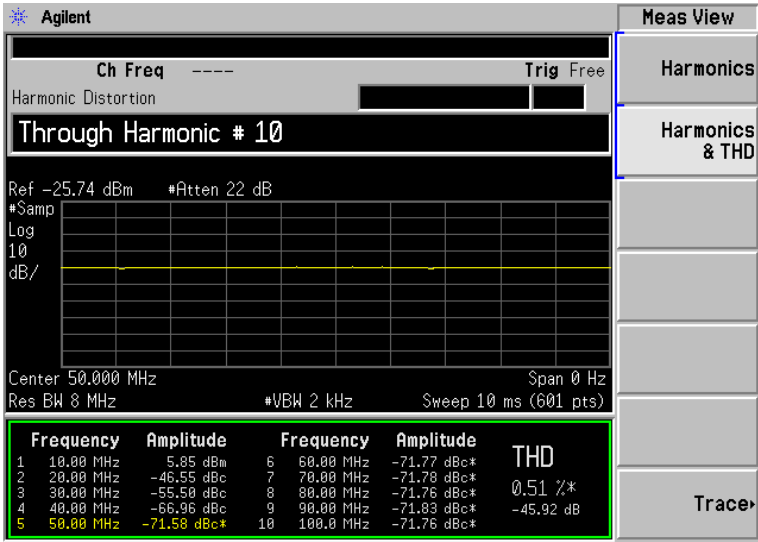 Agilent
Meas View
Ch Freq ----
Trig Free
Harmonic Distortion
Through Harmonic # 10
Ref -25.74 dBm #Atten 22 dB
#Samp
Log
10
dB/
Center 50.000 MHz Span 0 Hz
Res BW 8 MHz #VBW 2 kHz Sweep 10 ms (601 pts)
Frequency Amplitude Frequency Amplitude
1 10.00 MHz 5.85 dBm 6 60.00 MHz -71.77 dBc*
2 20.00 MHz -46.55 dBc 7 70.00 MHz -71.78 dBc*
3 30.00 MHz -55.50 dBc 8 80.00 MHz -71.76 dBc*
4 40.00 MHz -66.96 dBc 9 90.00 MHz -71.83 dBc*
5 50.00 MHz -71.58 dBc* 10 100.0 MHz -71.76 dBc*
THD
0.51 %*
-45.92 dB
Harmonics
Harmonics
& THD
Trace▸